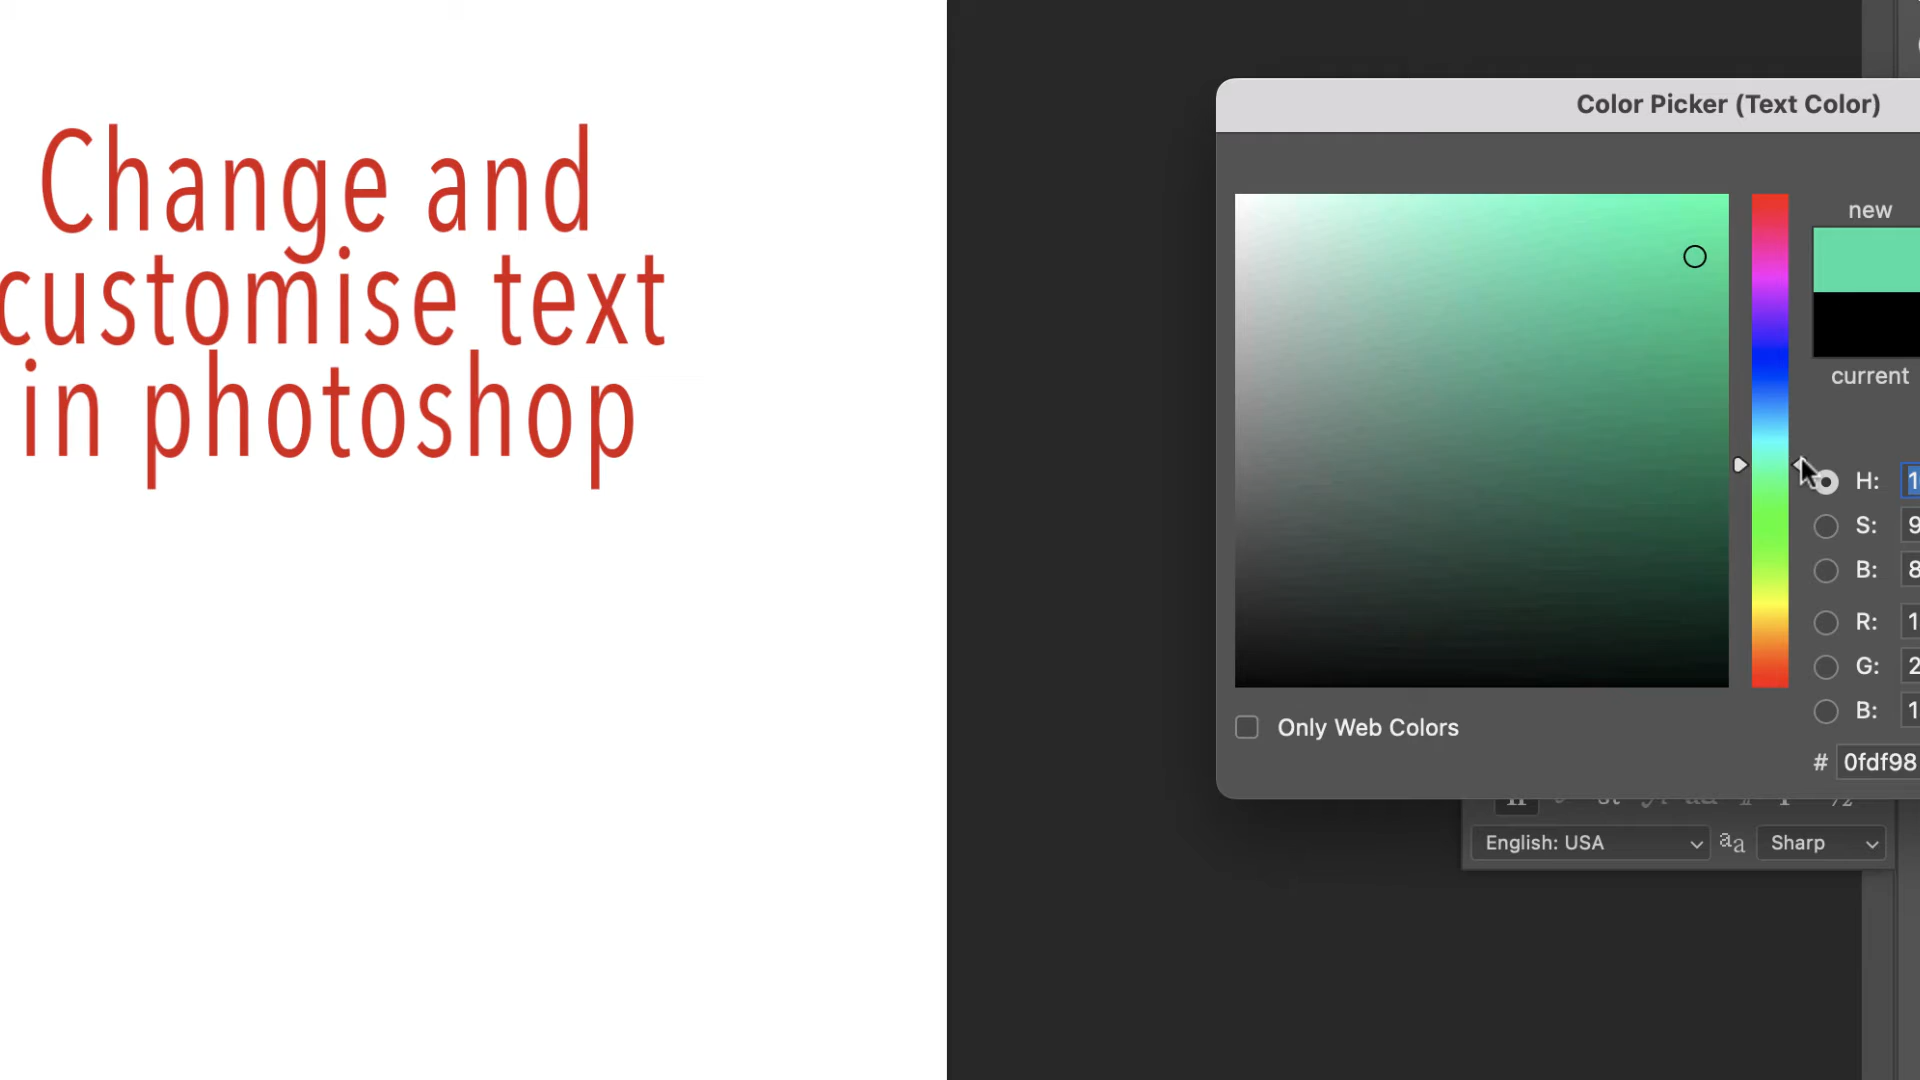 Change and
customise text
in photoshop
Color Picker (Text Color)
new
current
H:
S:
B:
R:
G:
B:
# 0fdf98
Only Web Colors
English: USA
aa Sharp